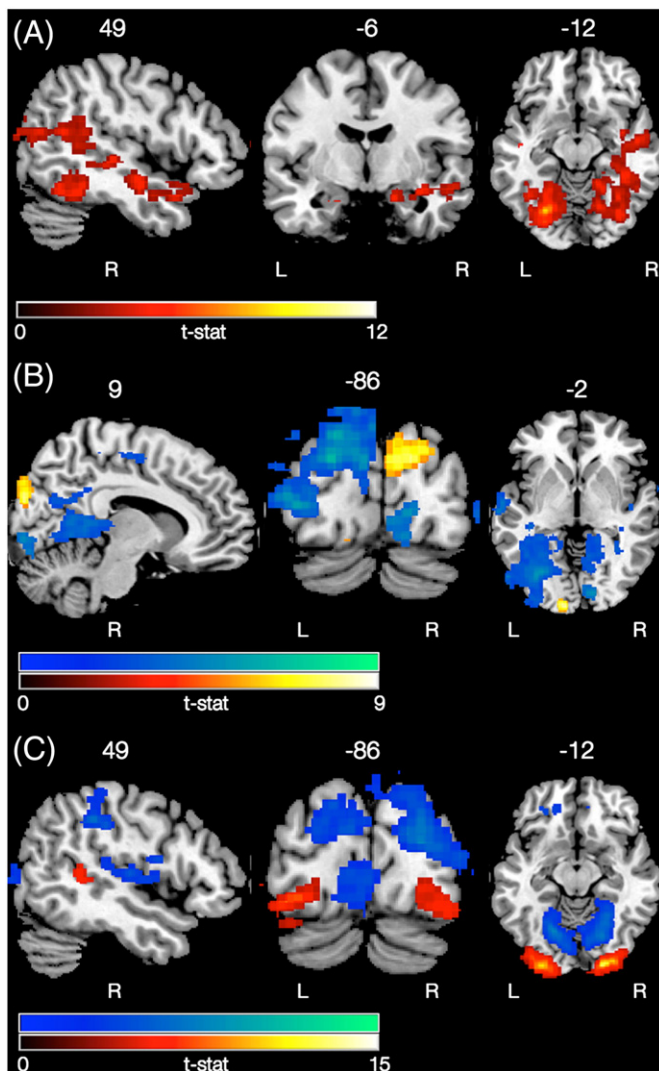 (A) 49 -6 -12
R L R L R
0 t-stat 12
(B) 9 -86 -2
R L R L R
0 t-stat 9
(C) 49 -86 -12
R L R L R
0 t-stat 15